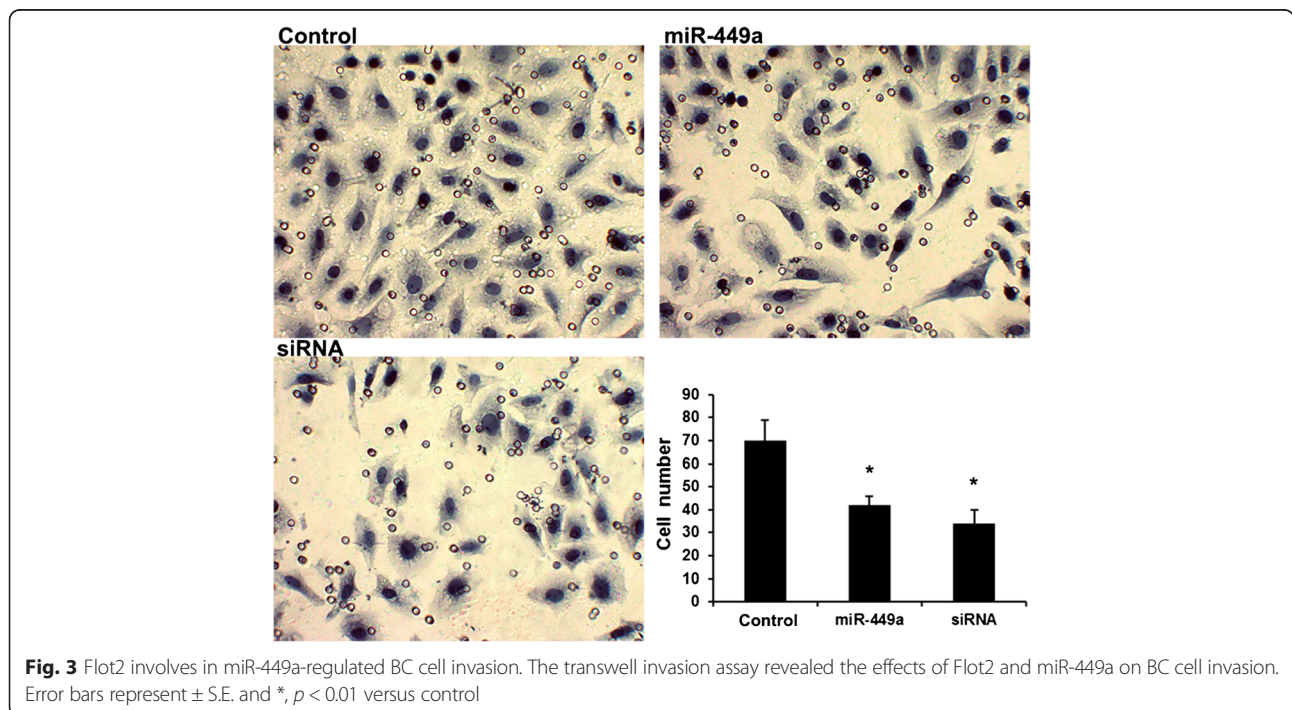 Control
miR-449a
siRNA
90
80
70
60
50
40
30
20
10
0
Cell number
*
*
Control
miR-449a
siRNA
Fig. 3 Flot2 involves in miR-449a-regulated BC cell invasion. The transwell invasion assay revealed the effects of Flot2 and miR-449a on BC cell invasion.
Error bars represent ± S.E. and *, p < 0.01 versus control